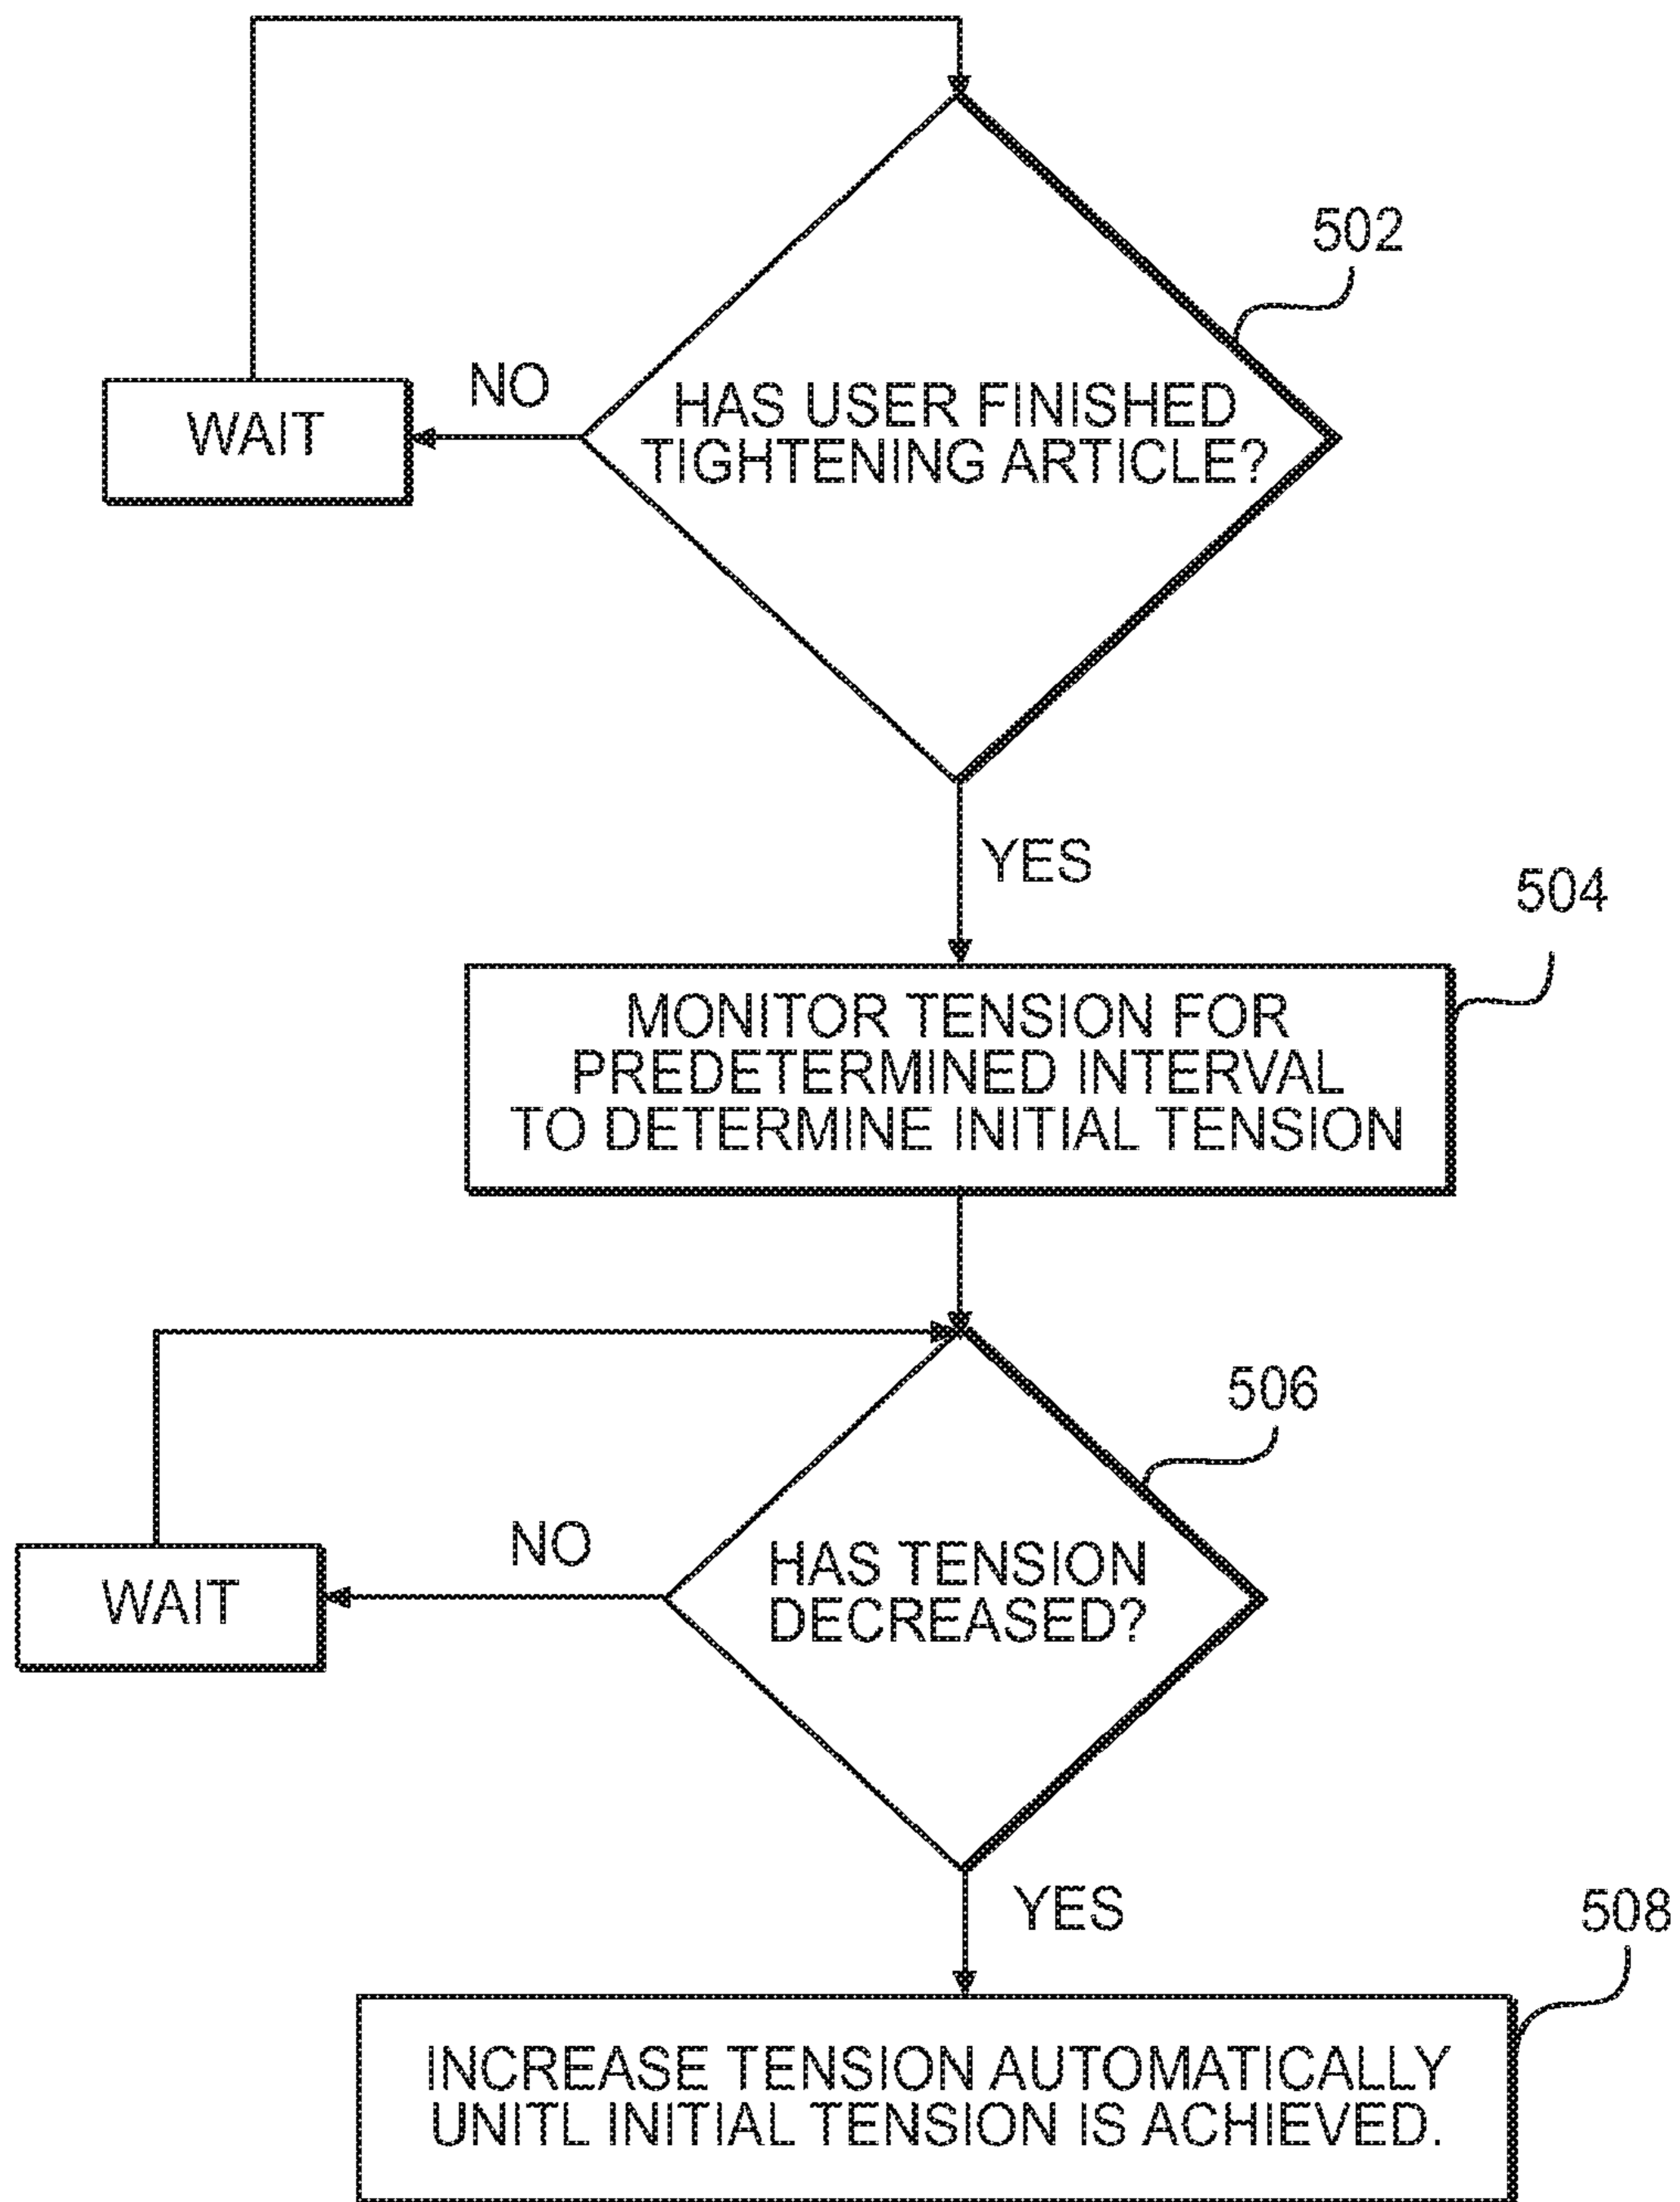 502
NO
HAS USER FINISHED
TIGHTENING ARTICLE?
WAIT
YES
504
MONITOR TENSION FOR
PREDETERMINED INTERVAL
TO DETERMINE INITIAL TENSION
506
NO
HAS TENSION
DECREASED?
WAIT
YES
508
INCREASE TENSION AUTOMATICALLY
UNITL INITIAL TENSION IS ACHIEVED.